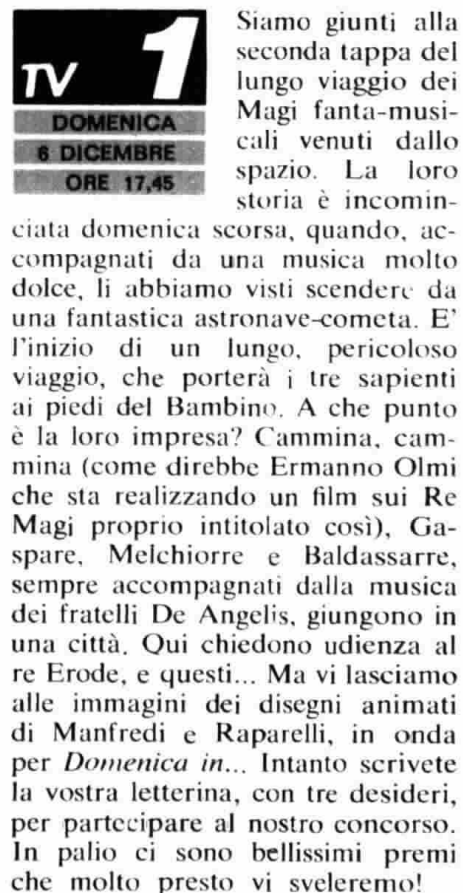 TV 1
DOMENICA
6 DICEMBRE
ORE 17,45
Siamo giunti alla
seconda tappa del
lungo viaggio dei
Magi fanta-musi-
cali venuti dallo
spazio. La loro
storia è incomin-
ciata domenica scorsa, quando, ac-
compagnati da una musica molto
dolce, li abbiamo visti scendere da
una fantastica astronave-cometa. E'
l'inizio di un lungo, pericoloso
viaggio, che porterà i tre sapienti
ai piedi del Bambino. A che punto
è la loro impresa? Cammina, cam-
mina (come direbbe Ermanno Olmi
che sta realizzando un film sui Re
Magi proprio intitolato così), Ga-
spare, Melchiorre e Baldassarre,
sempre accompagnati dalla musica
dei fratelli De Angelis, giungono in
una città. Qui chiedono udienza al
re Erode, e questi... Ma vi lasciamo
alle immagini dei disegni animati
di Manfredi e Raparelli, in onda
per Domenica in... Intanto scrivete
la vostra letterina, con tre desideri,
per partecipare al nostro concorso.
In palio ci sono bellissimi premi
che molto presto vi sveleremo!